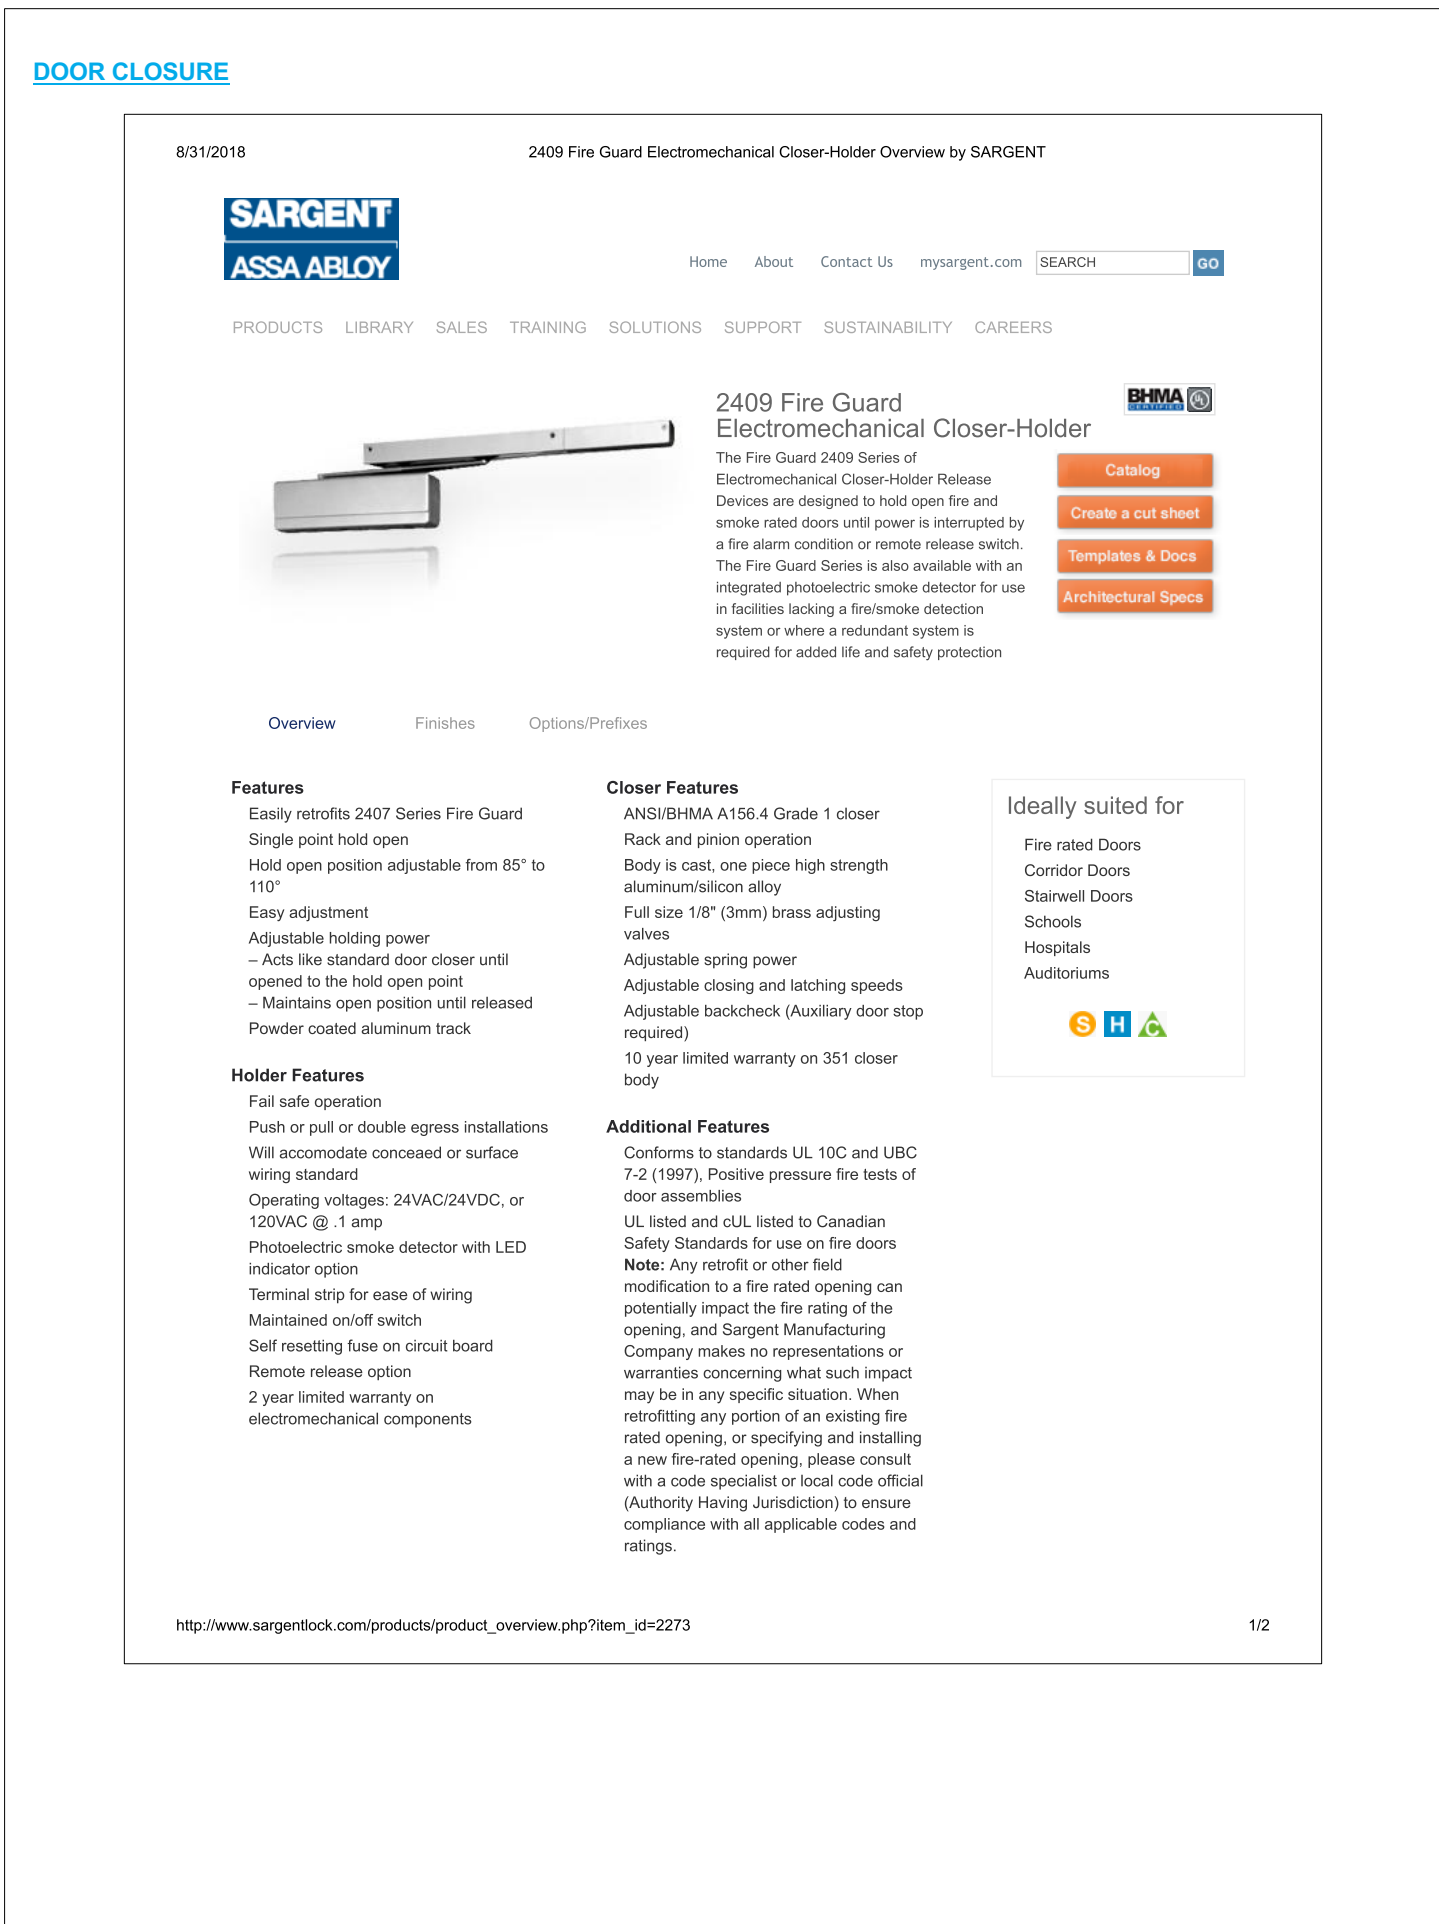 DOOR CLOSURE
8/31/2018
2409 Fire Guard Electromechanical Closer-Holder Overview by SARGENT
SARGENT
ASSA ABLOY
Home About Contact Us mysargent.com SEARCH GO
PRODUCTS LIBRARY SALES TRAINING SOLUTIONS SUPPORT SUSTAINABILITY CAREERS
2409 Fire Guard
Electromechanical Closer-Holder
BHMA
CERTIFIED
UL
The Fire Guard 2409 Series of
Electromechanical Closer-Holder Release
Devices are designed to hold open fire and
smoke rated doors until power is interrupted by
a fire alarm condition or remote release switch.
The Fire Guard Series is also available with an
integrated photoelectric smoke detector for use
in facilities lacking a fire/smoke detection
system or where a redundant system is
required for added life and safety protection
Catalog
Create a cut sheet
Templates & Docs
Architectural Specs
Overview Finishes Options/Prefixes
Features
Easily retrofits 2407 Series Fire Guard
Single point hold open
Hold open position adjustable from 85° to
110°
Easy adjustment
Adjustable holding power
– Acts like standard door closer until
opened to the hold open point
– Maintains open position until released
Powder coated aluminum track
Holder Features
Fail safe operation
Push or pull or double egress installations
Will accomodate conceaed or surface
wiring standard
Operating voltages: 24VAC/24VDC, or
120VAC @ .1 amp
Photoelectric smoke detector with LED
indicator option
Terminal strip for ease of wiring
Maintained on/off switch
Self resetting fuse on circuit board
Remote release option
2 year limited warranty on
electromechanical components
Closer Features
ANSI/BHMA A156.4 Grade 1 closer
Rack and pinion operation
Body is cast, one piece high strength
aluminum/silicon alloy
Full size 1/8" (3mm) brass adjusting
valves
Adjustable spring power
Adjustable closing and latching speeds
Adjustable backcheck (Auxiliary door stop
required)
10 year limited warranty on 351 closer
body
Additional Features
Conforms to standards UL 10C and UBC
7-2 (1997), Positive pressure fire tests of
door assemblies
UL listed and cUL listed to Canadian
Safety Standards for use on fire doors
Note: Any retrofit or other field
modification to a fire rated opening can
potentially impact the fire rating of the
opening, and Sargent Manufacturing
Company makes no representations or
warranties concerning what such impact
may be in any specific situation. When
retrofitting any portion of an existing fire
rated opening, or specifying and installing
a new fire-rated opening, please consult
with a code specialist or local code official
(Authority Having Jurisdiction) to ensure
compliance with all applicable codes and
ratings.
Ideally suited for
Fire rated Doors
Corridor Doors
Stairwell Doors
Schools
Hospitals
Auditoriums
S H C
http://www.sargentlock.com/products/product_overview.php?item_id=2273
1/2